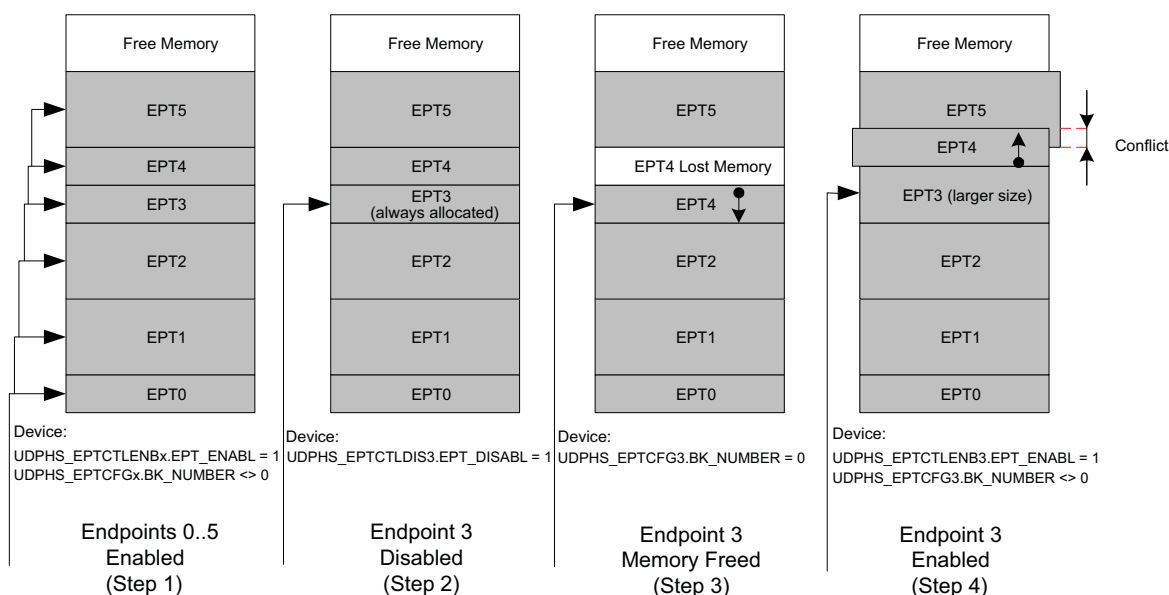 Free Memory
EPT5
EPT4
EPT3
EPT2
EPT1
EPT0
Device:
UDPHS_EPTCTLENBx.EPT_ENABL = 1
UDPHS_EPTCFGx.BK_NUMBER <> 0
Endpoints 0..5
Enabled
(Step 1)
Free Memory
EPT5
EPT4
EPT3
(always allocated)
EPT2
EPT1
EPT0
Device:
UDPHS_EPTCTLDIS3.EPT_DISABL = 1
Endpoint 3
Disabled
(Step 2)
Free Memory
EPT5
EPT4 Lost Memory
EPT4
EPT2
EPT1
EPT0
Device:
UDPHS_EPTCFG3.BK_NUMBER = 0
Endpoint 3
Memory Freed
(Step 3)
Free Memory
EPT5
EPT4
Conflict
EPT3 (larger size)
EPT2
EPT1
EPT0
Device:
UDPHS_EPTCTLENB3.EPT_ENABL = 1
UDPHS_EPTCFG3.BK_NUMBER <> 0
Endpoint 3
Enabled
(Step 4)